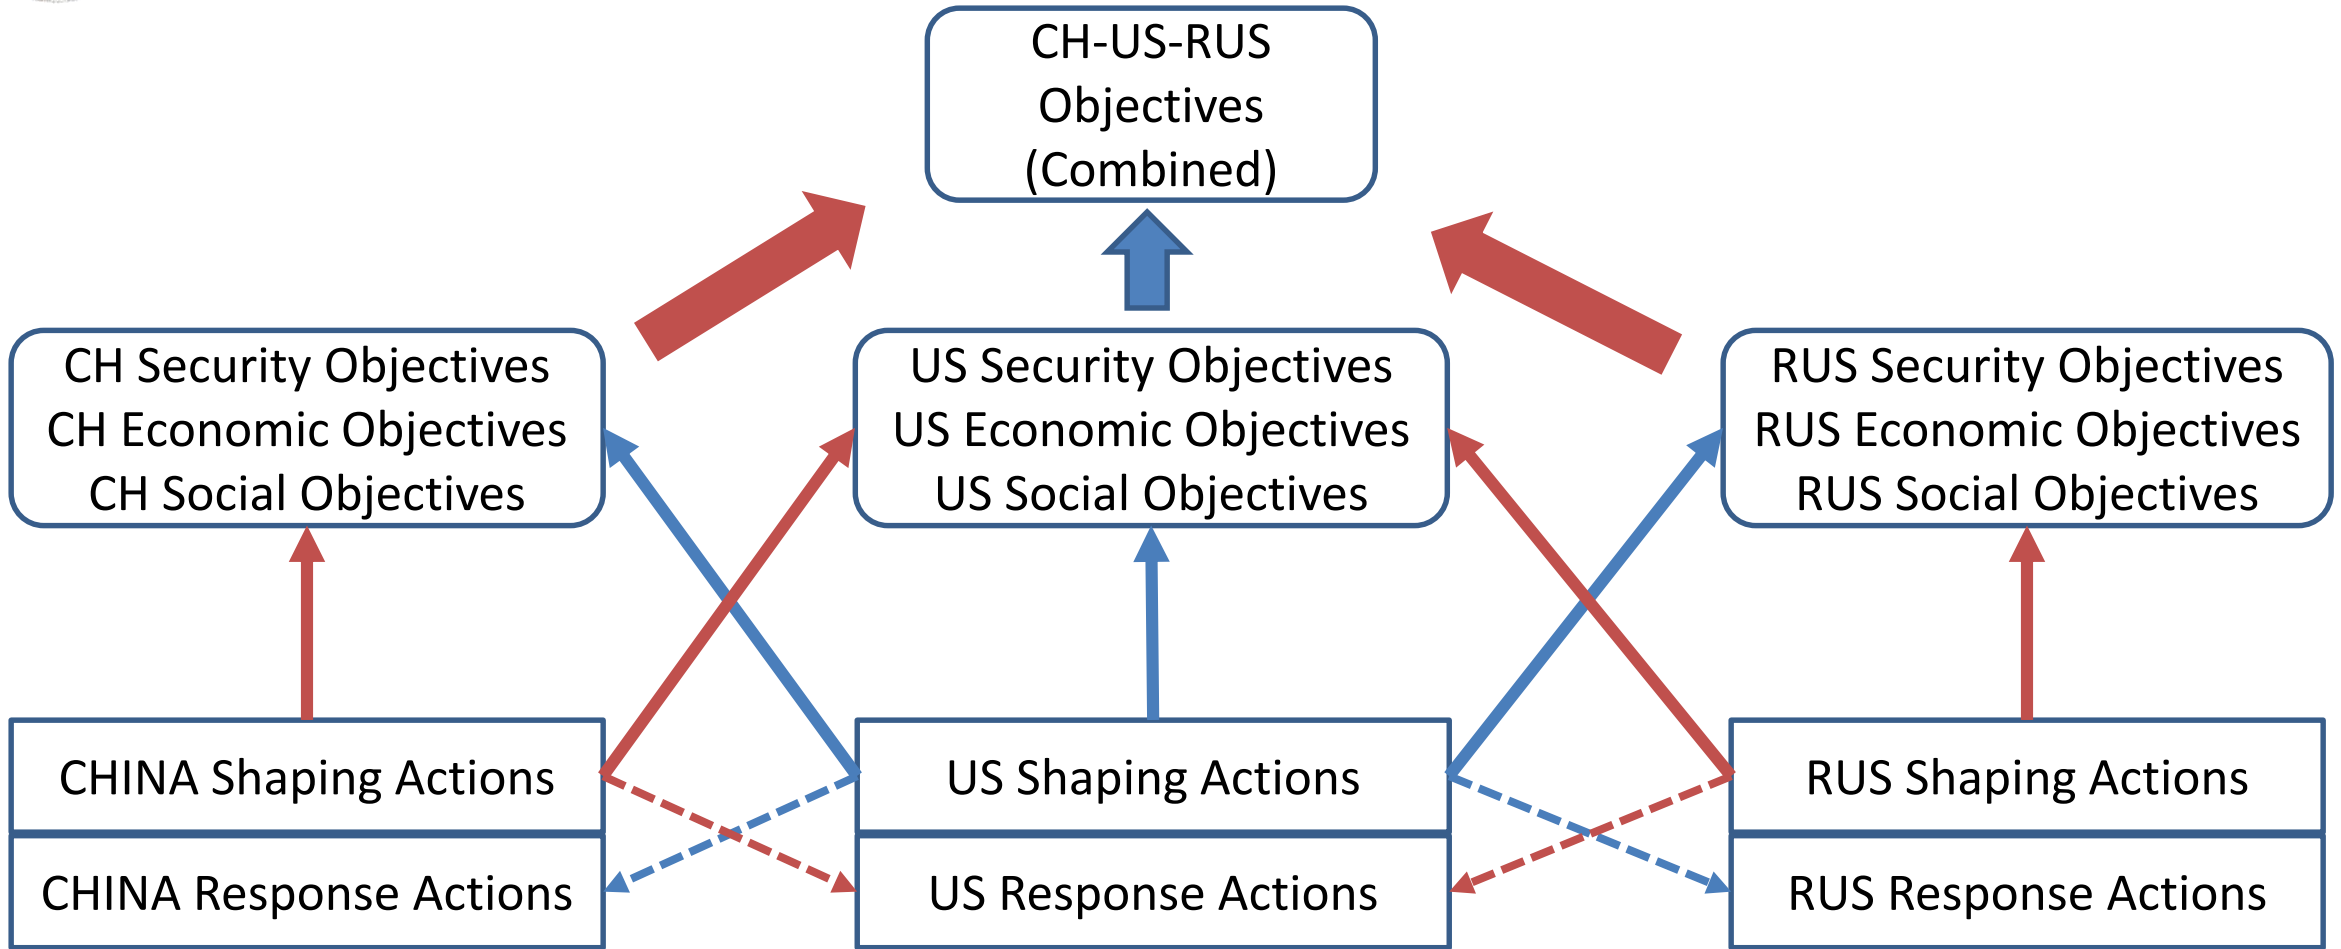 CH-US-RUS
Objectives
(Combined)
CH Security Objectives
CH Economic Objectives
CH Social Objectives
US Security Objectives
US Economic Objectives
US Social Objectives
RUS Security Objectives
RUS Economic Objectives
RUS Social Objectives
CHINA Shaping Actions
US Shaping Actions
RUS Shaping Actions
CHINA Response Actions
US Response Actions
RUS Response Actions